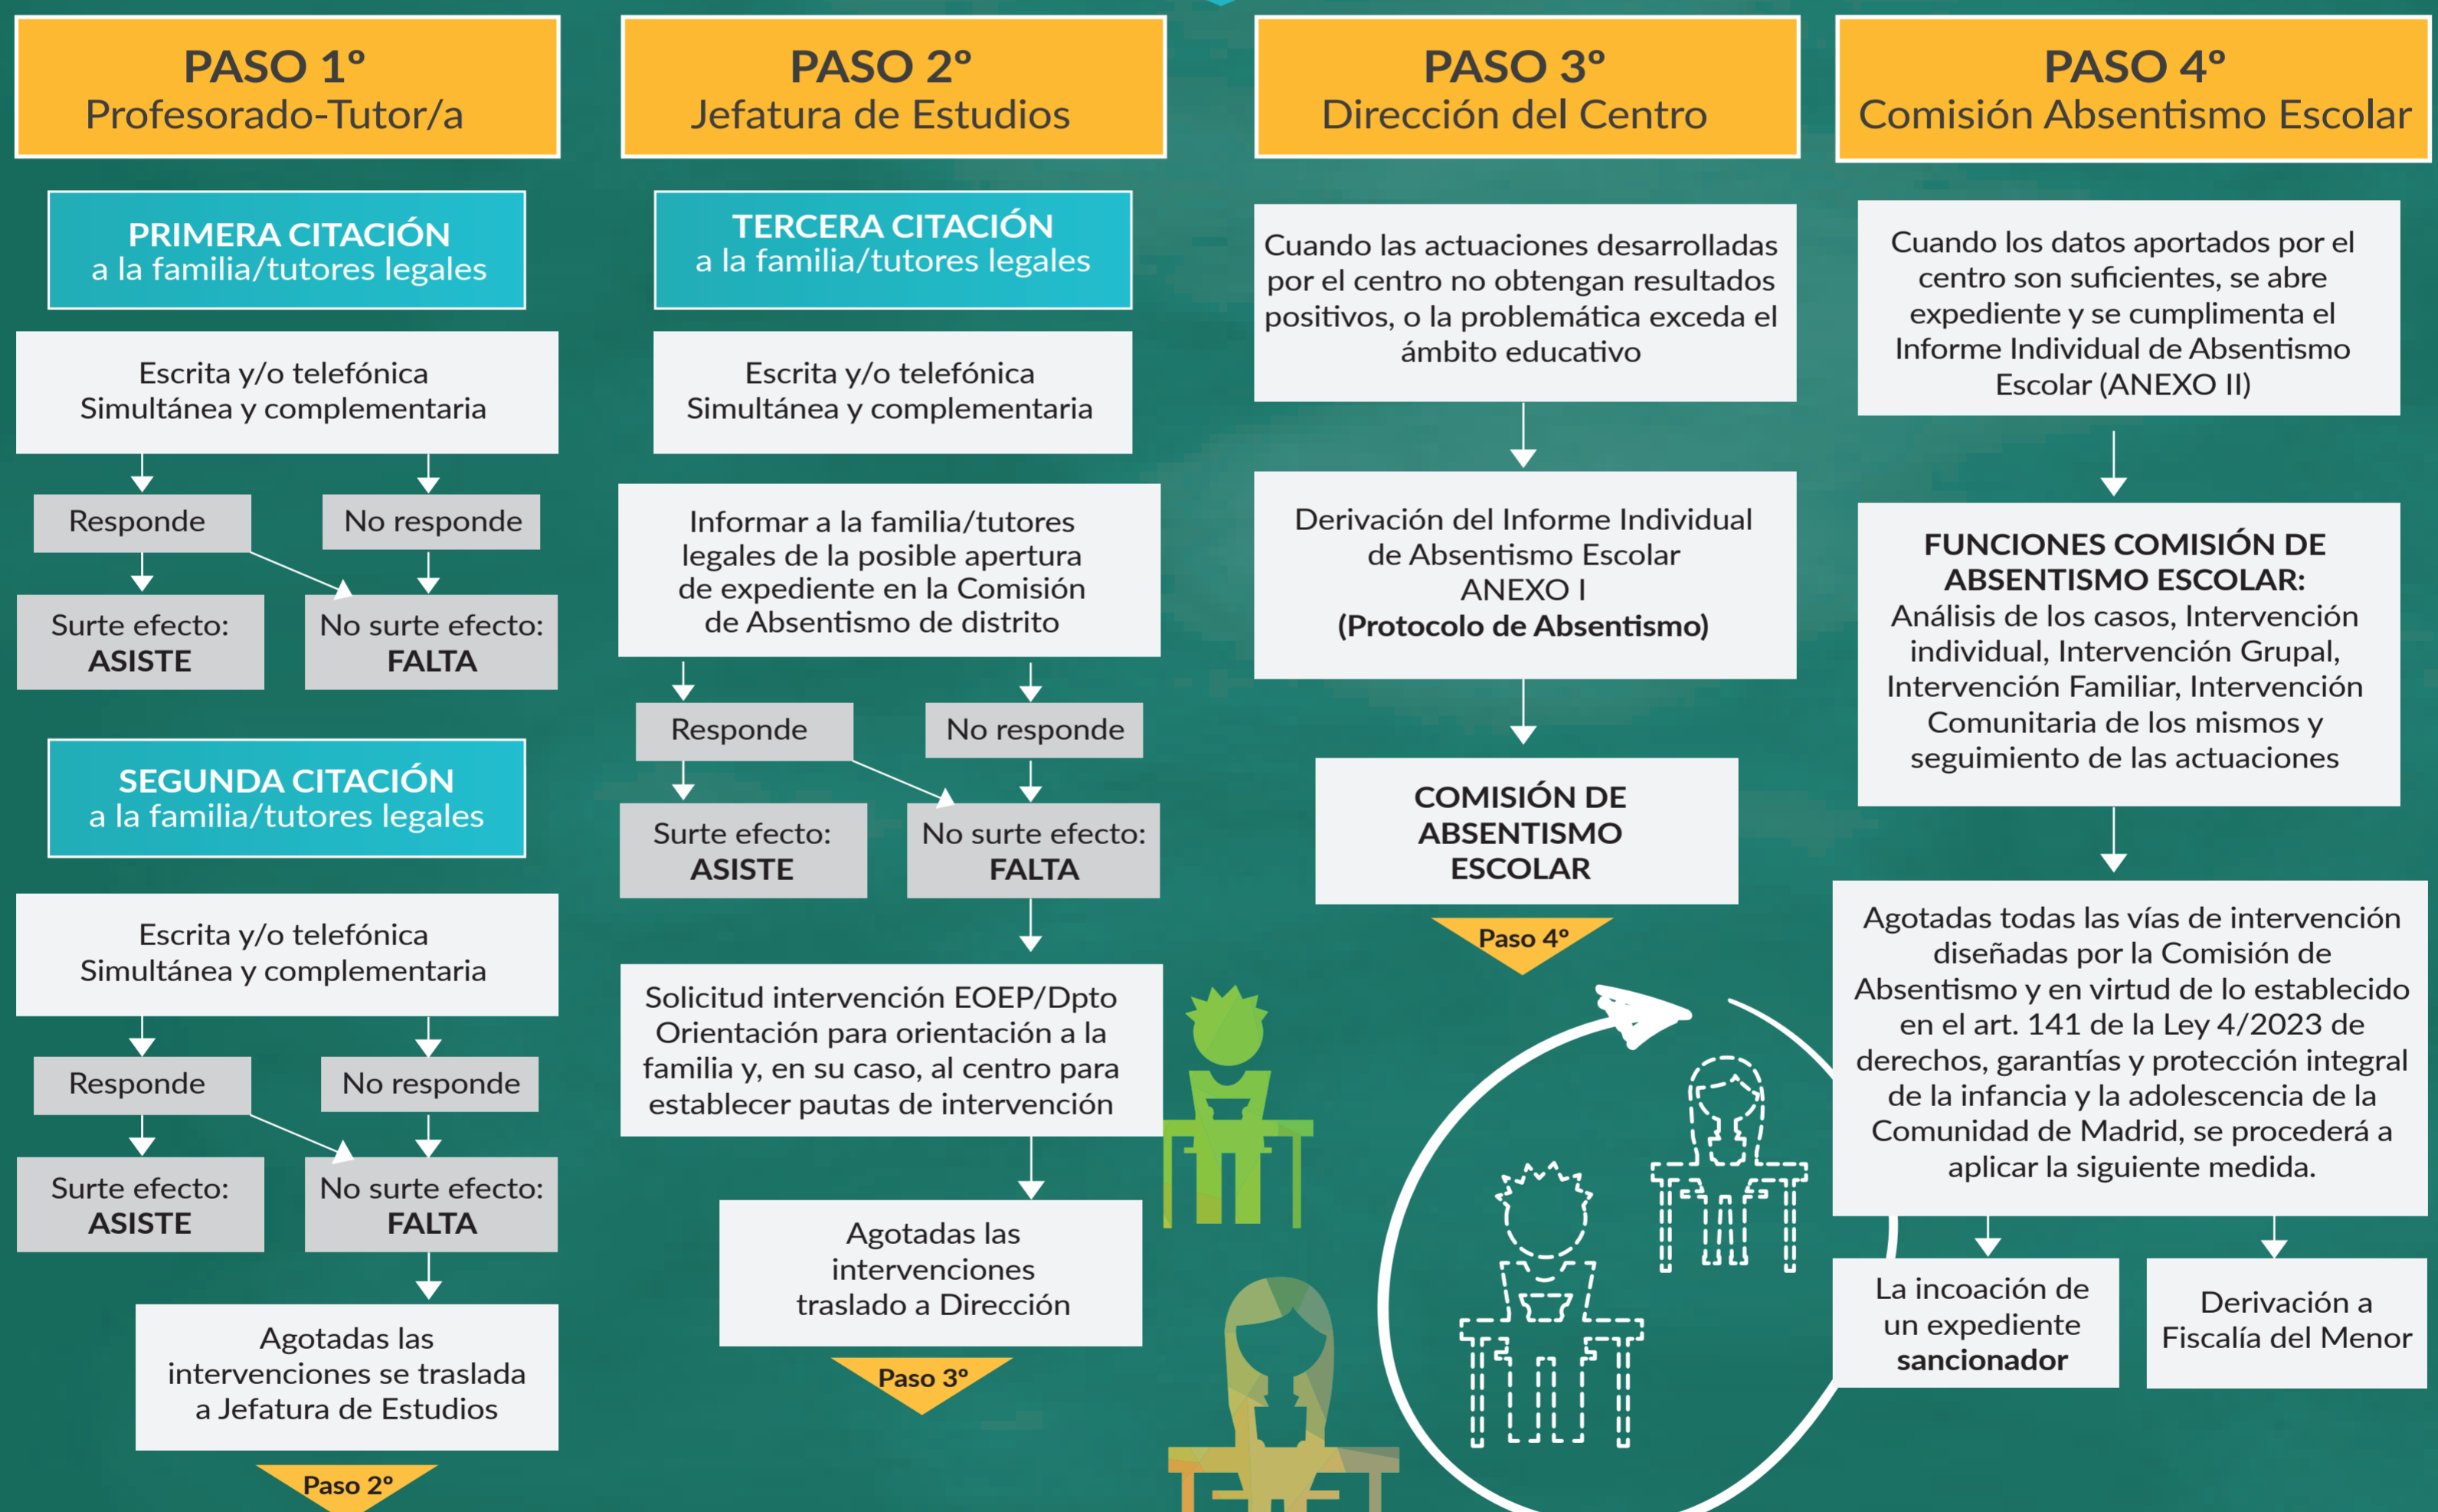 PASO 1º
Profesorado-Tutor/a
PRIMERA CITACIÓN
a la familia/tutores legales
Escrita y/o telefónica
Simultánea y complementaria
Responde
No responde
Surte efecto:
ASISTE
No surte efecto:
FALTA
SEGUNDA CITACIÓN
a la familia/tutores legales
Escrita y/o telefónica
Simultánea y complementaria
Responde
No responde
Surte efecto:
ASISTE
No surte efecto:
FALTA
Agotadas las
intervenciones se traslada
a Jefatura de Estudios
Paso 2º
PASO 2º
Jefatura de Estudios
TERCERA CITACIÓN
a la familia/tutores legales
Escrita y/o telefónica
Simultánea y complementaria
Informar a la familia/tutores
legales de la posible apertura
de expediente en la Comisión
de Absentismo de distrito
Responde
No responde
Surte efecto:
ASISTE
No surte efecto:
FALTA
Solicitud intervención EOEP/Dpto
Orientación para orientación a la
familia y, en su caso, al centro para
establecer pautas de intervención
Agotadas las
intervenciones
traslado a Dirección
Paso 3º
PASO 3º
Dirección del Centro
Cuando las actuaciones desarrolladas
por el centro no obtengan resultados
positivos, o la problemática exceda el
ámbito educativo
Derivación del Informe Individual
de Absentismo Escolar
ANEXO I
(Protocolo de Absentismo)
COMISIÓN DE
ABSENTISMO
ESCOLAR
Paso 4º
PASO 4º
Comisión Absentismo Escolar
Cuando los datos aportados por el
centro son suficientes, se abre
expediente y se cumplimenta el
Informe Individual de Absentismo
Escolar (ANEXO II)
FUNCIONES COMISIÓN DE
ABSENTISMO ESCOLAR:
Análisis de los casos, Intervención
individual, Intervención Grupal,
Intervención Familiar, Intervención
Comunitaria de los mismos y
seguimiento de las actuaciones
Agotadas todas las vías de intervención
diseñadas por la Comisión de
Absentismo y en virtud de lo establecido
en el art. 141 de la Ley 4/2023 de
derechos, garantías y protección integral
de la infancia y la adolescencia de la
Comunidad de Madrid, se procederá a
aplicar la siguiente medida.
La incoación de
un expediente
sancionador
Derivación a
Fiscalía del Menor